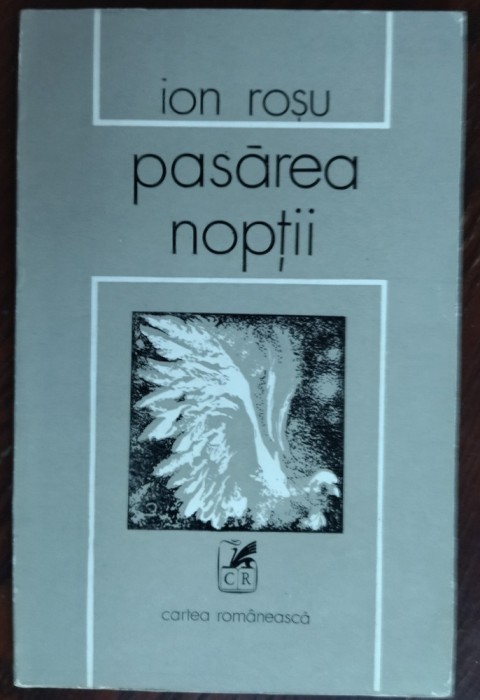 ion roșu
pasărea
nopții
CR
cartea românească